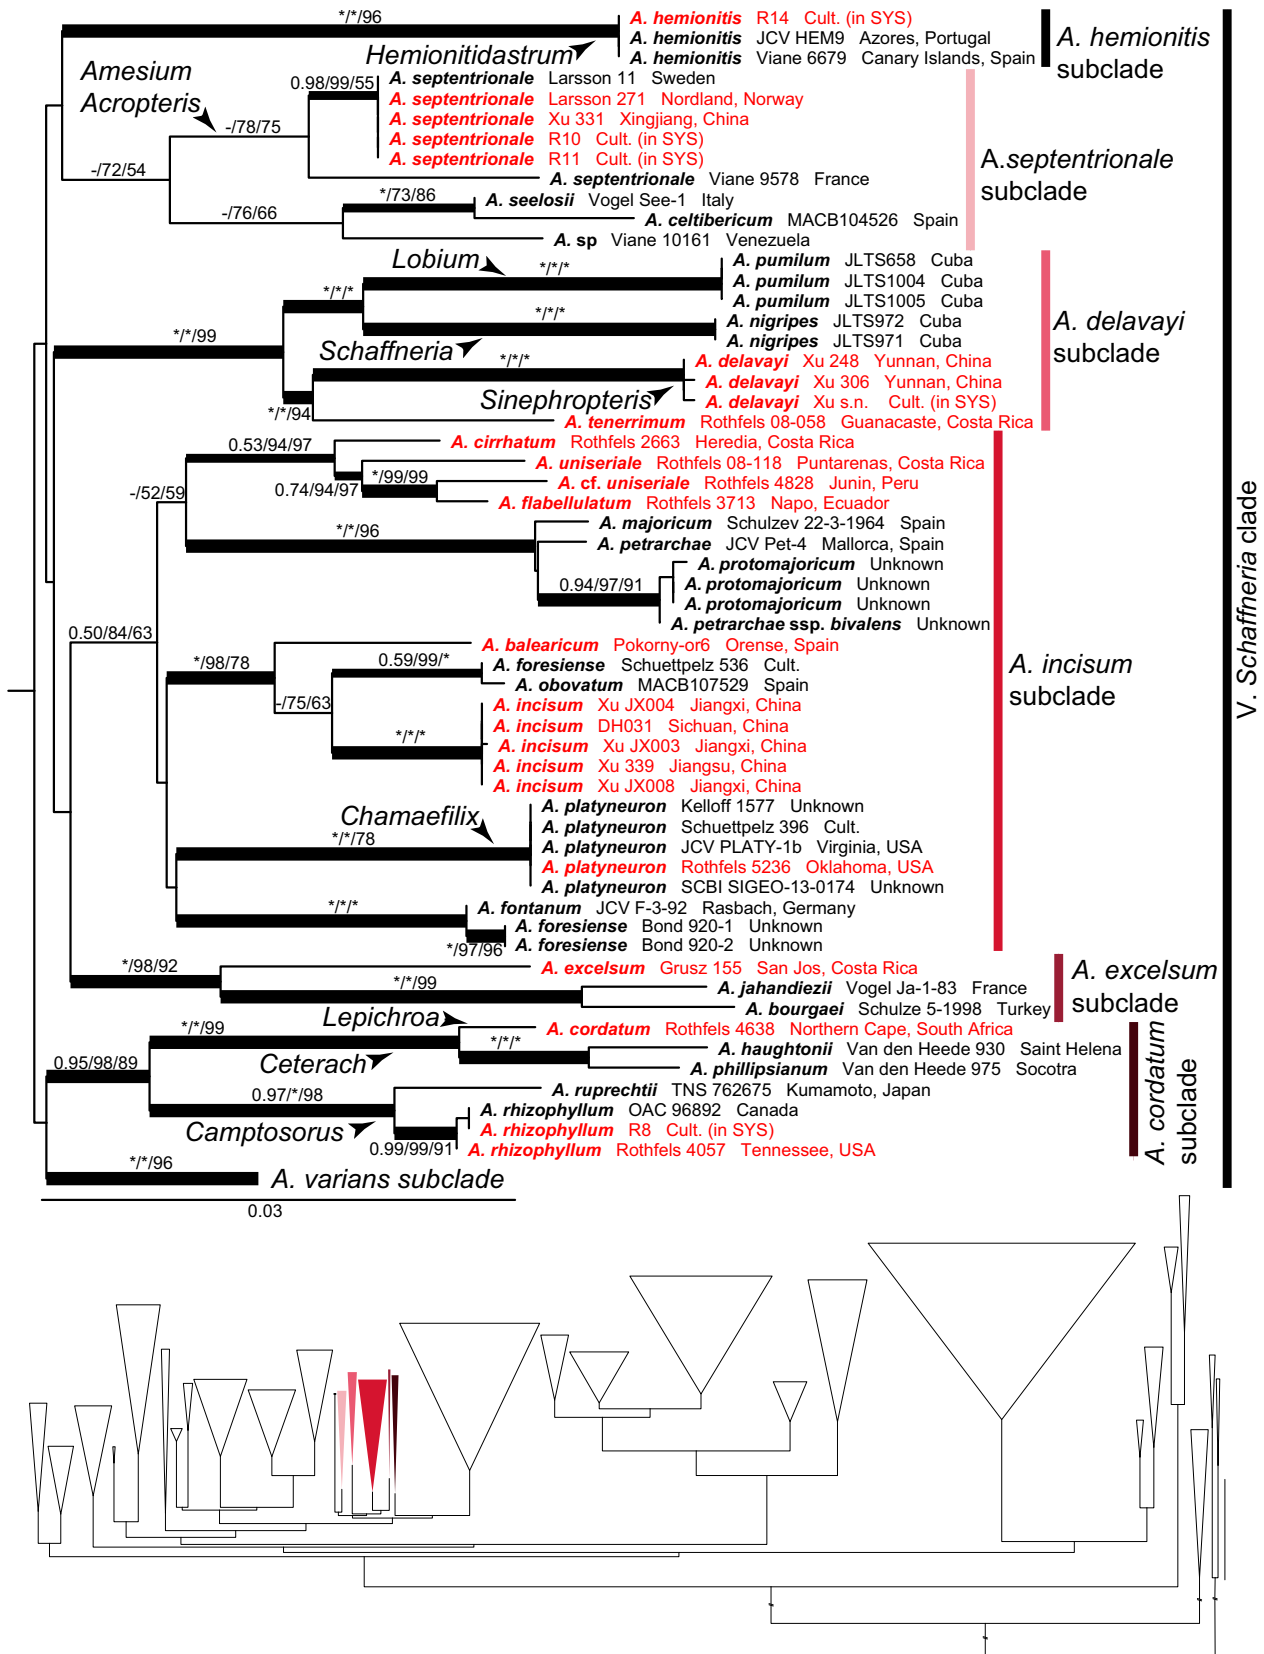 */*/96
A. hemionitis R14 Cult. (in SYS)
A. hemionitis JCV HEM9 Azores, Portugal
A. hemionitis Viane 6679 Canary Islands, Spain
Hemionitidastrum
A. hemionitis
subclade
Amesium
Acropteris
0.98/99/55
A. septentrionale Larsson 11 Sweden
A. septentrionale Larsson 271 Nordland, Norway
A. septentrionale Xu 331 Xingjiang, China
A. septentrionale R10 Cult. (in SYS)
A. septentrionale R11 Cult. (in SYS)
-/78/75
-/72/54
A. septentrionale Viane 9578 France
*/73/86
A. seelosii Vogel See-1 Italy
-/76/66
A. celtibericum MACB104526 Spain
A. sp Viane 10161 Venezuela
A.septentrionale
subclade
Lobium
*/*/*
A. pumilum JLTS658 Cuba
A. pumilum JLTS1004 Cuba
A. pumilum JLTS1005 Cuba
*/*/*
*/*/*
A. nigripes JLTS972 Cuba
A. nigripes JLTS971 Cuba
*/*/99
Schaffneria
*/*/*
A. delavayi Xu 248 Yunnan, China
A. delavayi Xu 306 Yunnan, China
A. delavayi Xu s.n. Cult. (in SYS)
Sinephropteris
*/*/94
A. tenerrimum Rothfels 08-058 Guanacaste, Costa Rica
A. delavayi
subclade
0.53/94/97
A. cirrhatum Rothfels 2663 Heredia, Costa Rica
A. uniseriale Rothfels 08-118 Puntarenas, Costa Rica
*/99/99
A. cf. uniseriale Rothfels 4828 Junin, Peru
0.74/94/97
A. flabellulatum Rothfels 3713 Napo, Ecuador
-/52/59
*/*/96
A. majoricum Schulzev 22-3-1964 Spain
A. petrarchae JCV Pet-4 Mallorca, Spain
A. protomajoricum Unknown
0.94/97/91
A. protomajoricum Unknown
A. protomajoricum Unknown
A. petrarchae ssp. bivalens Unknown
0.50/84/63
A. balearicum Pokorny-or6 Orense, Spain
*/98/78
0.59/99/*
A. foresiense Schuettpelz 536 Cult.
A. obovatum MACB107529 Spain
-/75/63
A. incisum Xu JX004 Jiangxi, China
A. incisum DH031 Sichuan, China
*/*/*
A. incisum Xu JX003 Jiangxi, China
A. incisum Xu 339 Jiangsu, China
A. incisum Xu JX008 Jiangxi, China
A. incisum
subclade
Chamaefilix
*/*/78
A. platyneuron Kelloff 1577 Unknown
A. platyneuron Schuettpelz 396 Cult.
A. platyneuron JCV PLATY-1b Virginia, USA
A. platyneuron Rothfels 5236 Oklahoma, USA
A. platyneuron SCBI SIGEO-13-0174 Unknown
*/*/*
A. fontanum JCV F-3-92 Rasbach, Germany
A. foresiense Bond 920-1 Unknown
A. foresiense Bond 920-2 Unknown
*/97/96
*/98/92
A. excelsum Grusz 155 San Jos, Costa Rica
*/*/99
A. jahandiezii Vogel Ja-1-83 France
A. bourgaei Schulze 5-1998 Turkey
A. excelsum
subclade
Lepichroa
*/*/99
A. cordatum Rothfels 4638 Northern Cape, South Africa
*/*/*
A. haughtonii Van den Heede 930 Saint Helena
Ceterach
A. phillipsianum Van den Heede 975 Socotra
0.95/98/89
0.97/*/98
A. ruprechtii TNS 762675 Kumamoto, Japan
A. rhizophyllum OAC 96892 Canada
A. rhizophyllum R8 Cult. (in SYS)
Camptosorus
0.99/99/91
A. rhizophyllum Rothfels 4057 Tennessee, USA
A. cordatum
subclade
*/*/96
A. varians subclade
0.03
V. Schaffneria clade